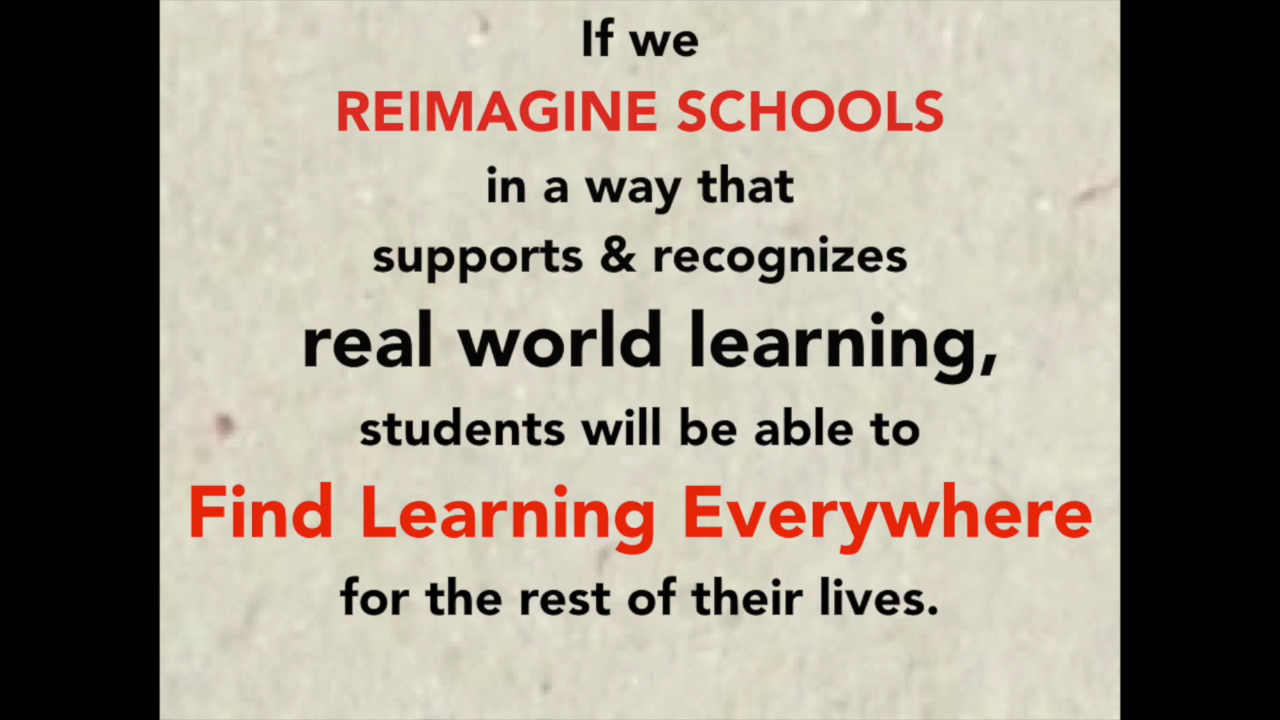 If we
REIMAGINE SCHOOLS
in a way that
supports & recognizes
real world learning,
students will be able to
Find Learning Everywhere
for the rest of their lives.